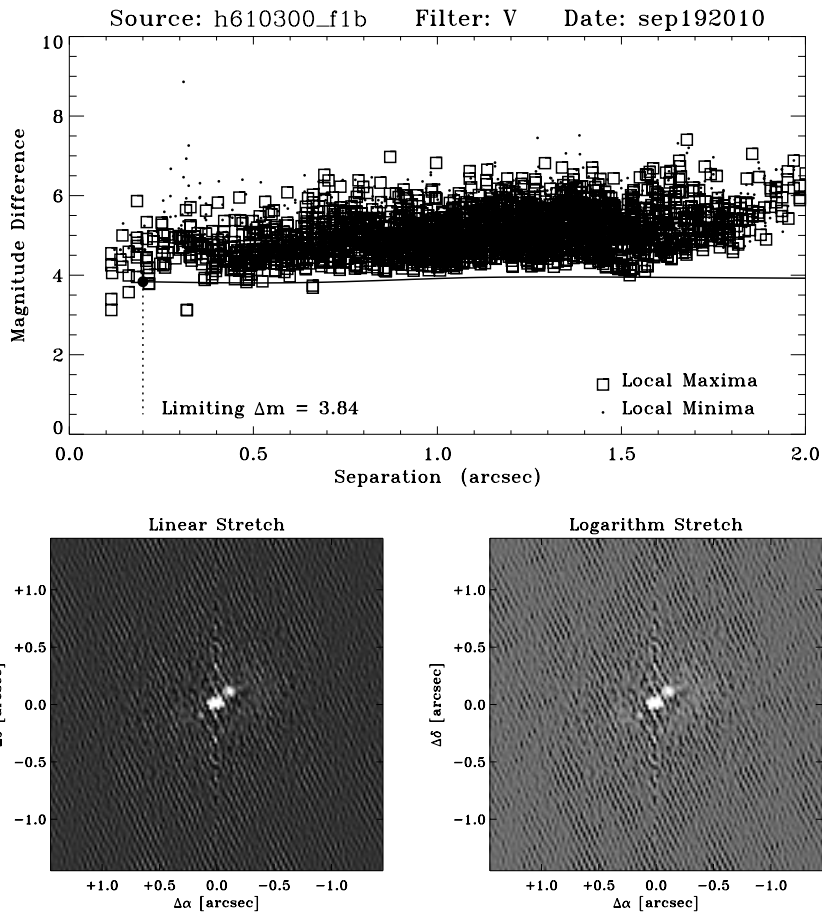 Source: h610300_f1b Filter: V Date: sep192010
10
8
6
4
2
0
Magnitude Difference
Local Maxima
Limiting Δm = 3.84
Local Minima
0.0 0.5 1.0 1.5 2.0
Separation (arcsec)
Linear Stretch
+1.0
+0.5
0.0
−0.5
−1.0
[arcsec]
+1.0 +0.5 0.0 −0.5 −1.0
Δα [arcsec]
Logarithm Stretch
+1.0
+0.5
0.0
−0.5
−1.0
Δδ [arcsec]
+1.0 +0.5 0.0 −0.5 −1.0
Δα [arcsec]